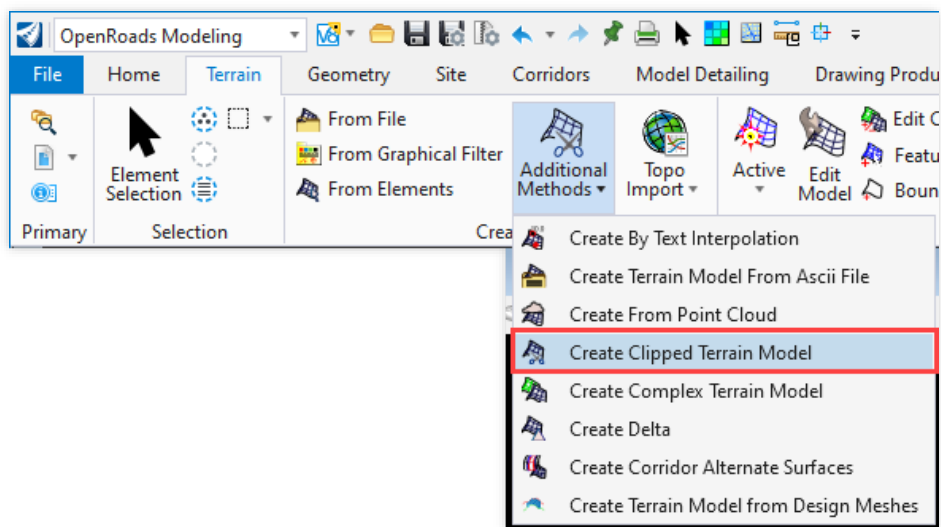 OpenRoads Modeling
File Home Terrain Geometry Site Corridors Model Detailing Drawing Produ
Element
Selection
From File
From Graphical Filter
From Elements
Additional
Methods
Topo
Import
Active
Edit
Model
Edit C
Featu
Boun
Primary Selection Crea
Create By Text Interpolation
Create Terrain Model From Ascii File
Create From Point Cloud
Create Clipped Terrain Model
Create Complex Terrain Model
Create Delta
Create Corridor Alternate Surfaces
Create Terrain Model from Design Meshes